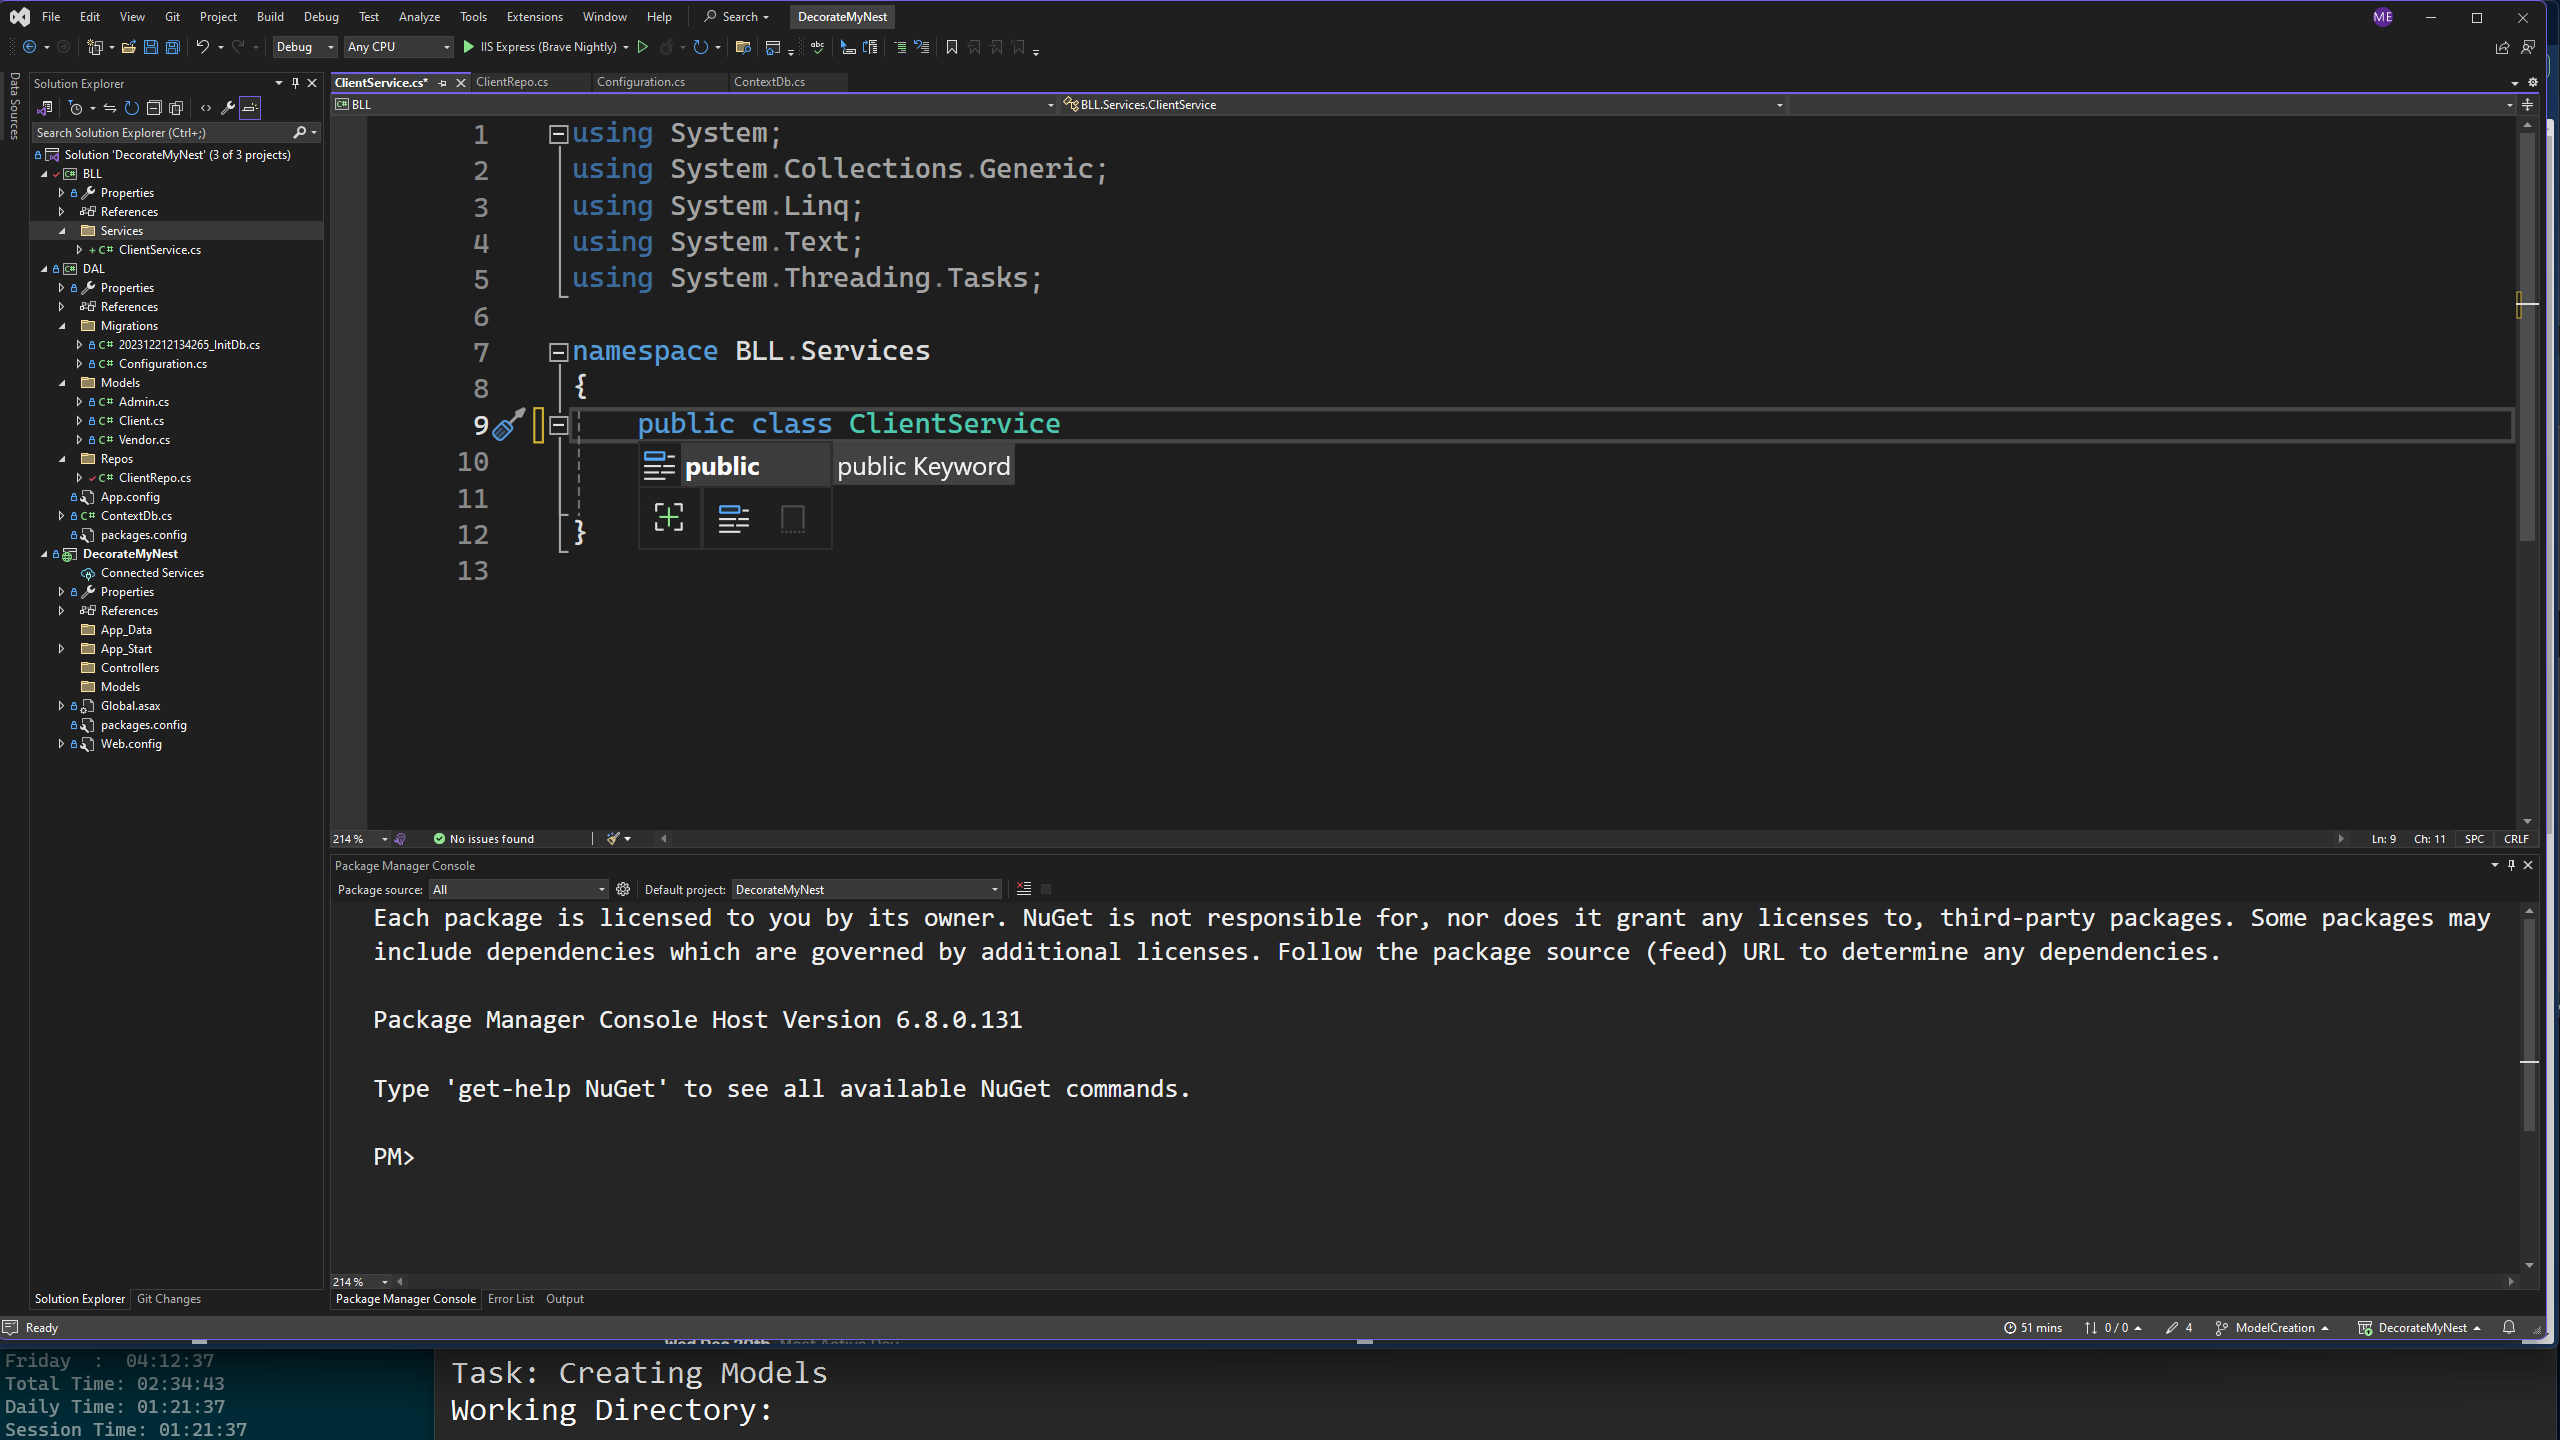 File Edit View Git Project Build Debug Test Analyze Tools Extensions Window Help Search DecorateMyNest ME
Debug Any CPU IIS Express (Brave Nightly)
Data Sources
Solution Explorer
Search Solution Explorer (Ctrl+;)
Solution 'DecorateMyNest' (3 of 3 projects)
BLL
Properties
References
Services
C# ClientService.cs
DAL
Properties
References
Migrations
C# 202312212134265_InitDb.cs
C# Configuration.cs
Models
C# Admin.cs
C# Client.cs
C# Vendor.cs
Repos
C# ClientRepo.cs
App.config
C# ContextDb.cs
packages.config
DecorateMyNest
Connected Services
Properties
References
App_Data
App_Start
Controllers
Models
Global.asax
packages.config
Web.config
Solution Explorer Git Changes
ClientService.cs* ClientRepo.cs Configuration.cs ContextDb.cs
BLL BLL.Services.ClientService
1 using System;
2 using System.Collections.Generic;
3 using System.Linq;
4 using System.Text;
5 using System.Threading.Tasks;
6
7 namespace BLL.Services
8 {
9 public class ClientService
10 public public Keyword
11
12 }
13
214 % No issues found Ln: 9 Ch: 11 SPC CRLF
Package Manager Console
Package source: All Default project: DecorateMyNest
Each package is licensed to you by its owner. NuGet is not responsible for, nor does it grant any licenses to, third-party packages. Some packages may
include dependencies which are governed by additional licenses. Follow the package source (feed) URL to determine any dependencies.
Package Manager Console Host Version 6.8.0.131
Type 'get-help NuGet' to see all available NuGet commands.
PM>
214 %
Package Manager Console Error List Output
Ready 51 mins 0 / 0 4 ModelCreation DecorateMyNest
Friday : 04:12:37
Total Time: 02:34:43
Daily Time: 01:21:37
Session Time: 01:21:37
Task: Creating Models
Working Directory: